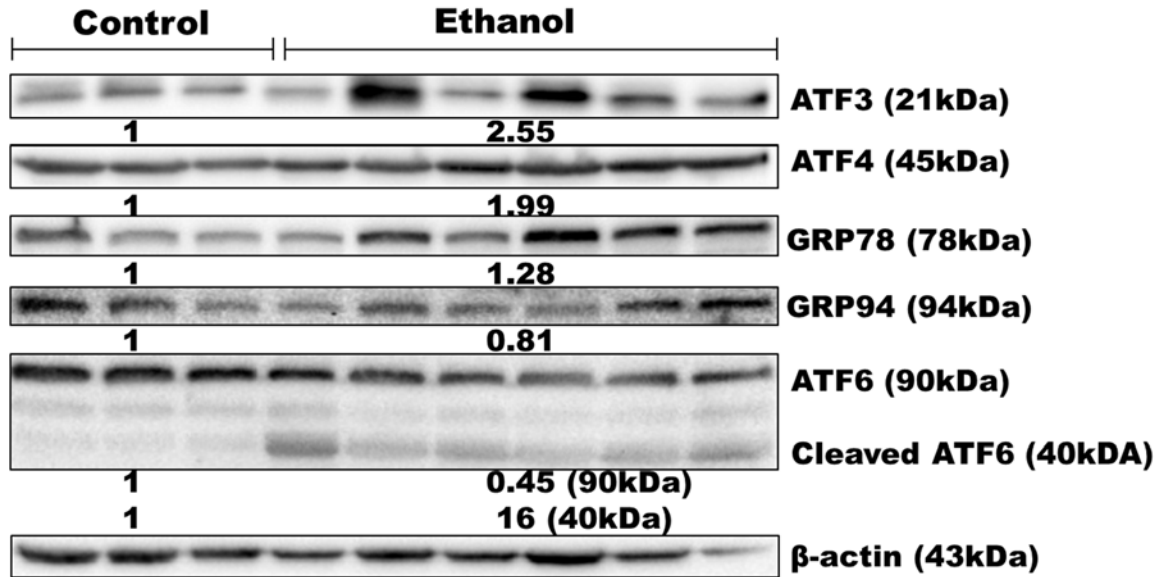 Control Ethanol
ATF3 (21kDa)
1 2.55
ATF4 (45kDa)
1 1.99
GRP78 (78kDa)
1 1.28
GRP94 (94kDa)
1 0.81
ATF6 (90kDa)
Cleaved ATF6 (40kDA)
1 0.45 (90kDa)
1 16 (40kDa)
β-actin (43kDa)